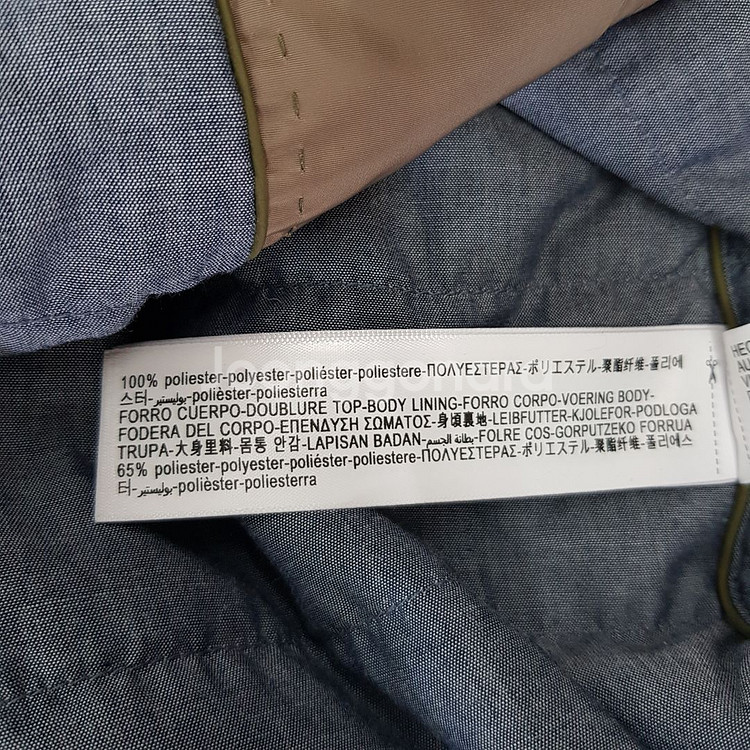 100% poliester-polyester-poliéster-poliestere-ΠΟΛΥΕΣΤΕΡΑΣ-ポリエステル-聚酯纤维-폴리에
스터-بوليستير-polièster-poliesterra
FORRO CUERPO-DOUBLURE TOP-BODY LINING-FORRO CORPO-VOERING BODY-
FODERA DEL CORPO-ΕΠΕΝΔΥΣΗ ΣΩΜΑΤΟΣ-身頃裏地-LEIBFUTTER-KJOLEFOR-PODLOGA
TRUPA-大身里料-몸통 안감-LAPISAN BADAN-بطانة الجسم-FOLRE COS-GORPUTZEKO FORRUA
65% poliester-polyester-poliéster-poliestere-ΠΟΛΥΕΣΤΕΡΑΣ-ポリエステル-聚酯纤维-폴리에스
터-بوليستير-polièster-poliesterra